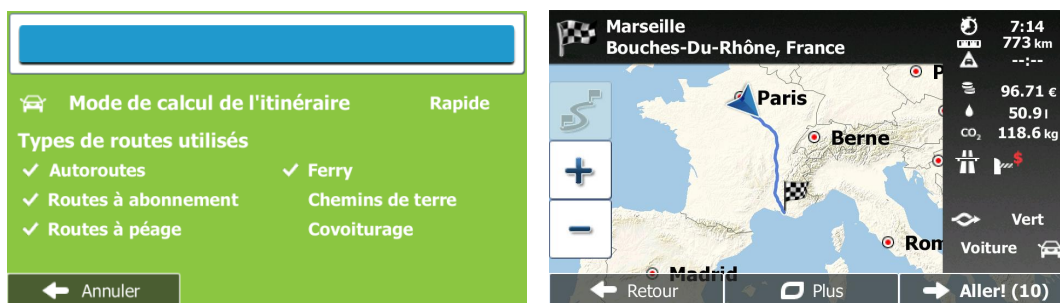 Mode de calcul de l'itinéraire Rapide
Types de routes utilisés
Autoroutes Ferry
Routes à abonnement Chemins de terre
Routes à péage Covoiturage
Annuler
Marseille
Bouches-Du-Rhône, France
7:14
773 km
--:--
96.71 €
50.9 l
CO₂ 118.6 kg
$
Paris
Berne
Madrid
Vert
Voiture
Retour Plus Aller! (10)